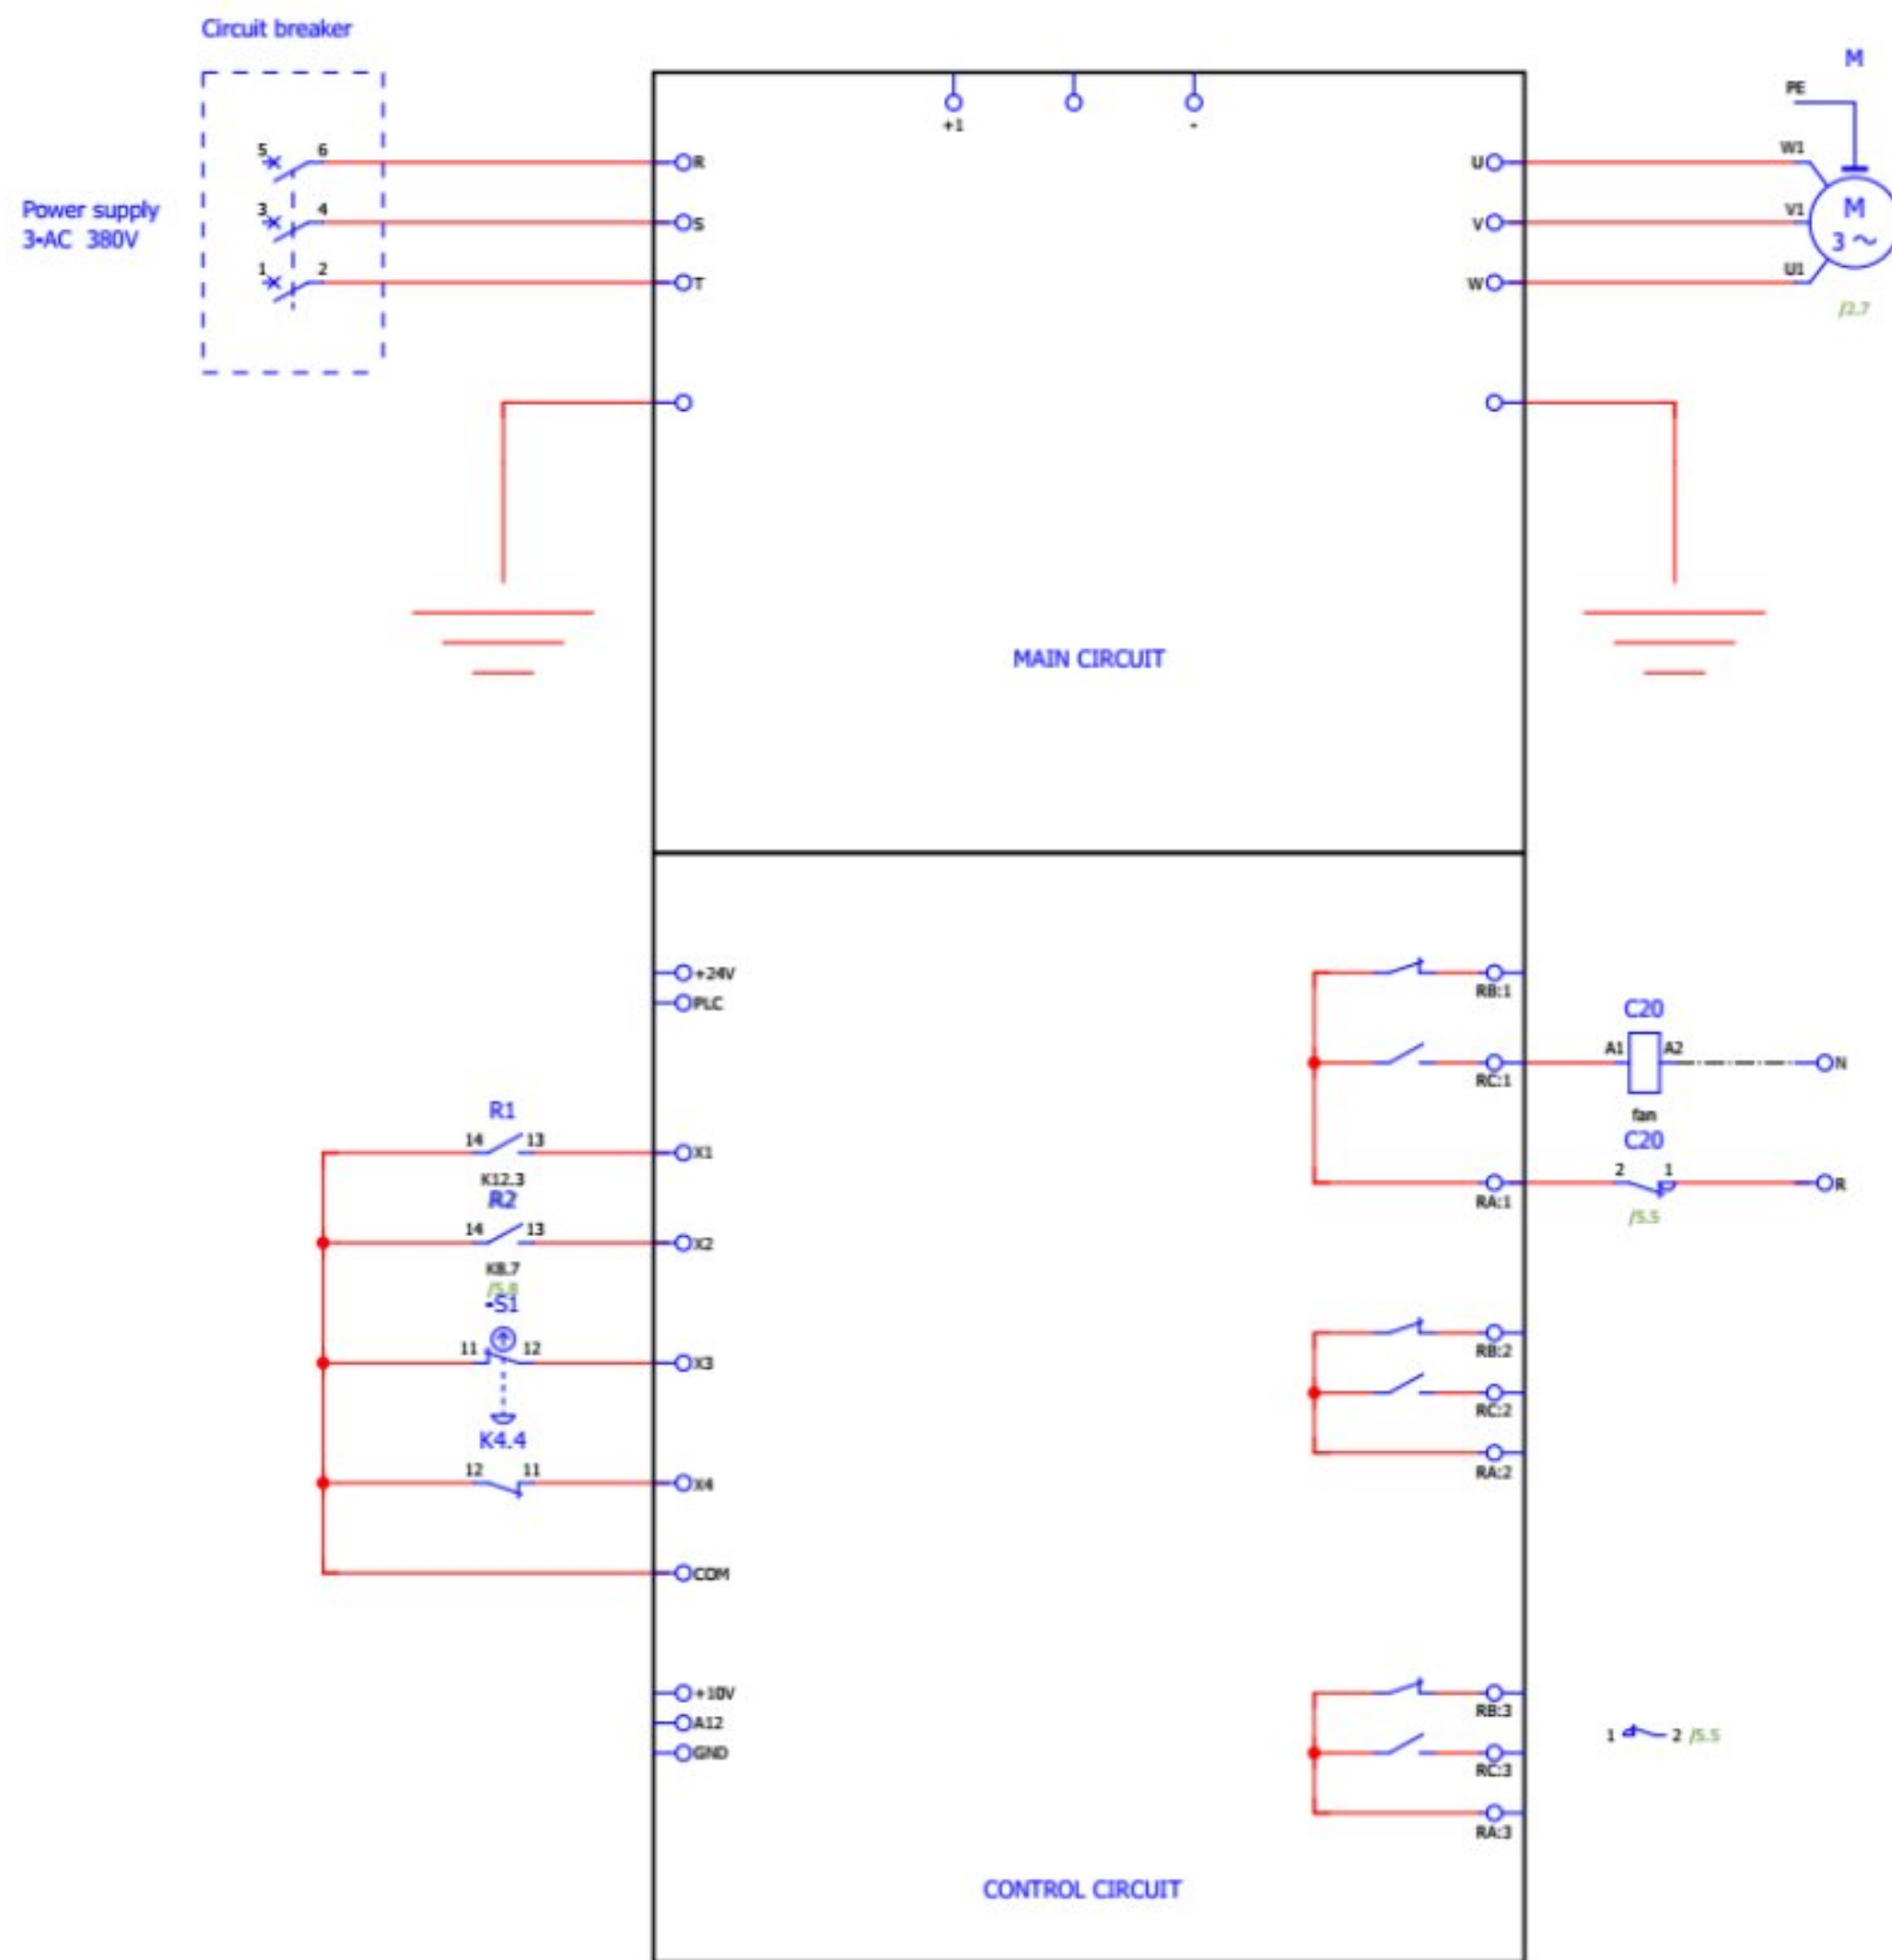 Circuit breaker
M
PE
+1
-
5
6
R
U
W1
Power supply
3-AC 380V
3
4
S
V
V1
M
3 ~
1
2
T
W
U1
/2.7
MAIN CIRCUIT
+24V
PLC
RB:1
C20
A1
A2
N
RC:1
fan
R1
14
13
X1
K12.3
C20
2
1
R
RA:1
/5.5
R2
14
13
X2
K8.7
/5.8
-S1
11
12
X3
RB:2
RC:2
K4.4
12
11
X4
RA:2
COM
+10V
A12
GND
RB:3
1
2
/5.5
RC:3
RA:3
CONTROL CIRCUIT